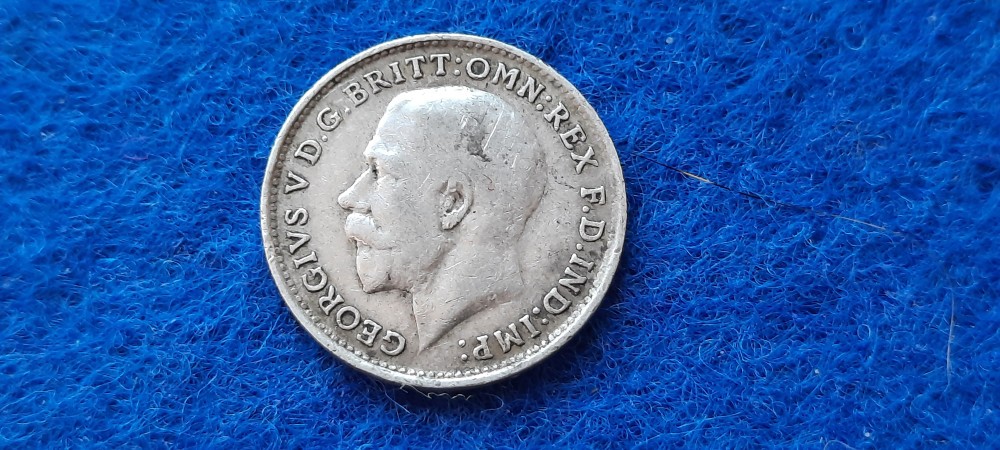 GEORGIVS V D.G.BRITT:OMN:REX F.D.IND:IMP: